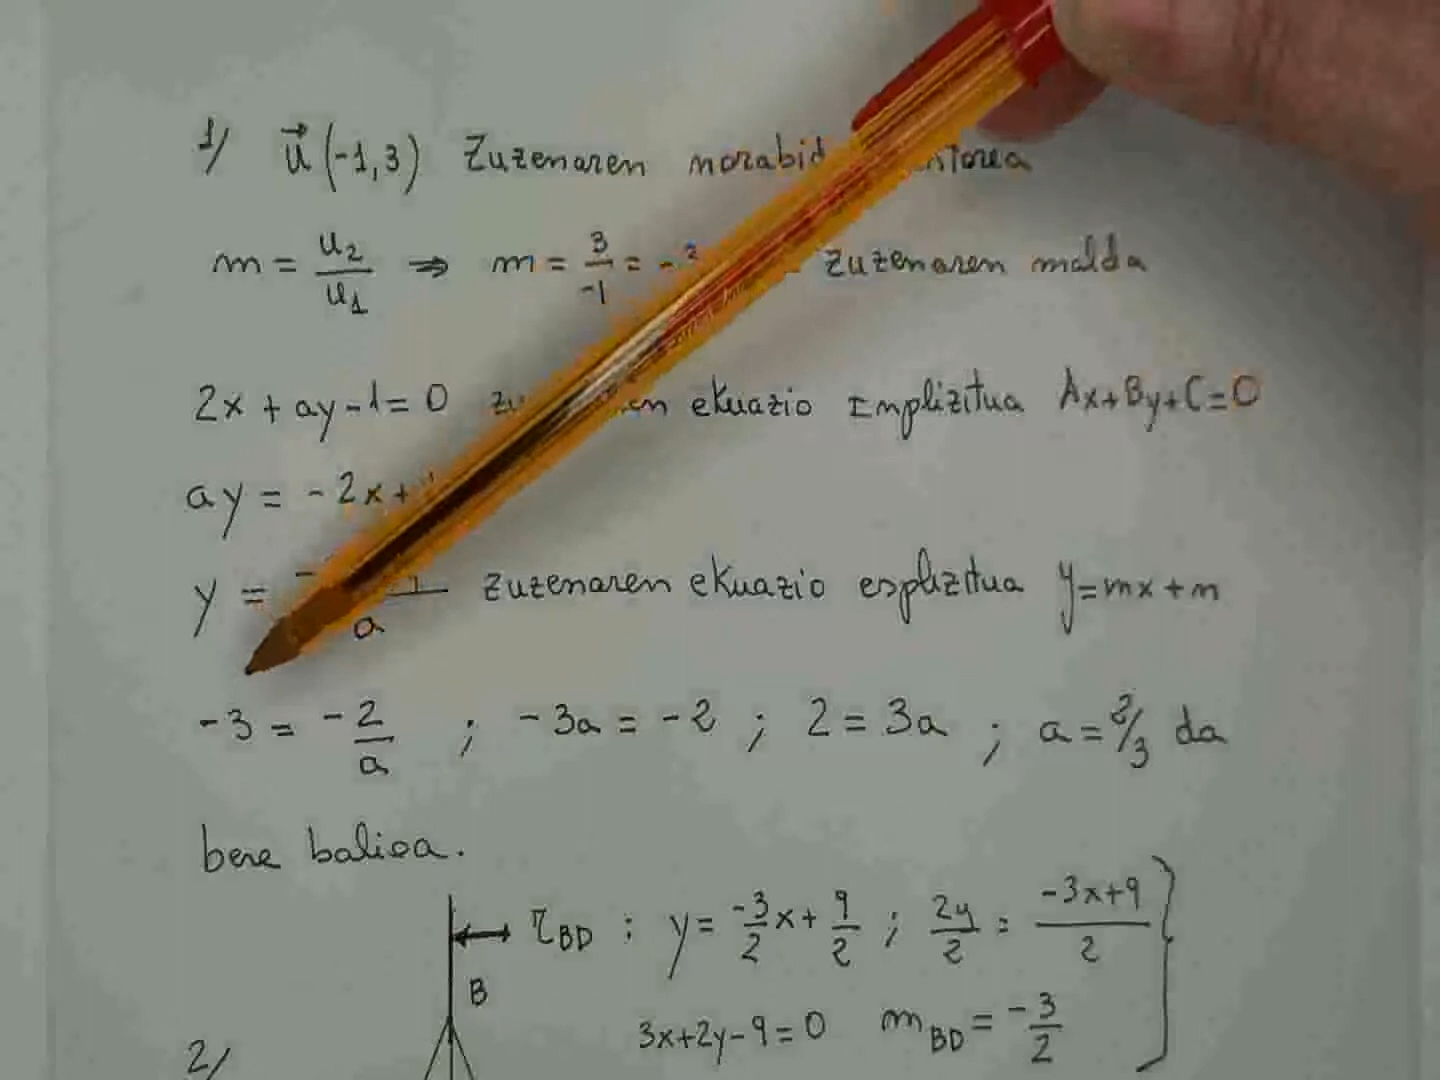 1/ u⃗(-1,3) Zuzenaren
m = u₂/u₁ ⇒ m = 3/-1 = - zuzenaren malda
2x + ay - 1 = 0 ekuazio Inplizitua Ax+By+C=0
ay = -2x +
y = a zuzenaren ekuazio esplizitua y=mx+n
-3 = -2/a ; -3a = -2 ; 2 = 3a ; a = 2/3 da
bere balioa.
r_BD : y = -3/2 x + 9/2 ; 2y/2 = (-3x+9)/2
B
3x+2y-9=0 m_BD = -3/2
2/